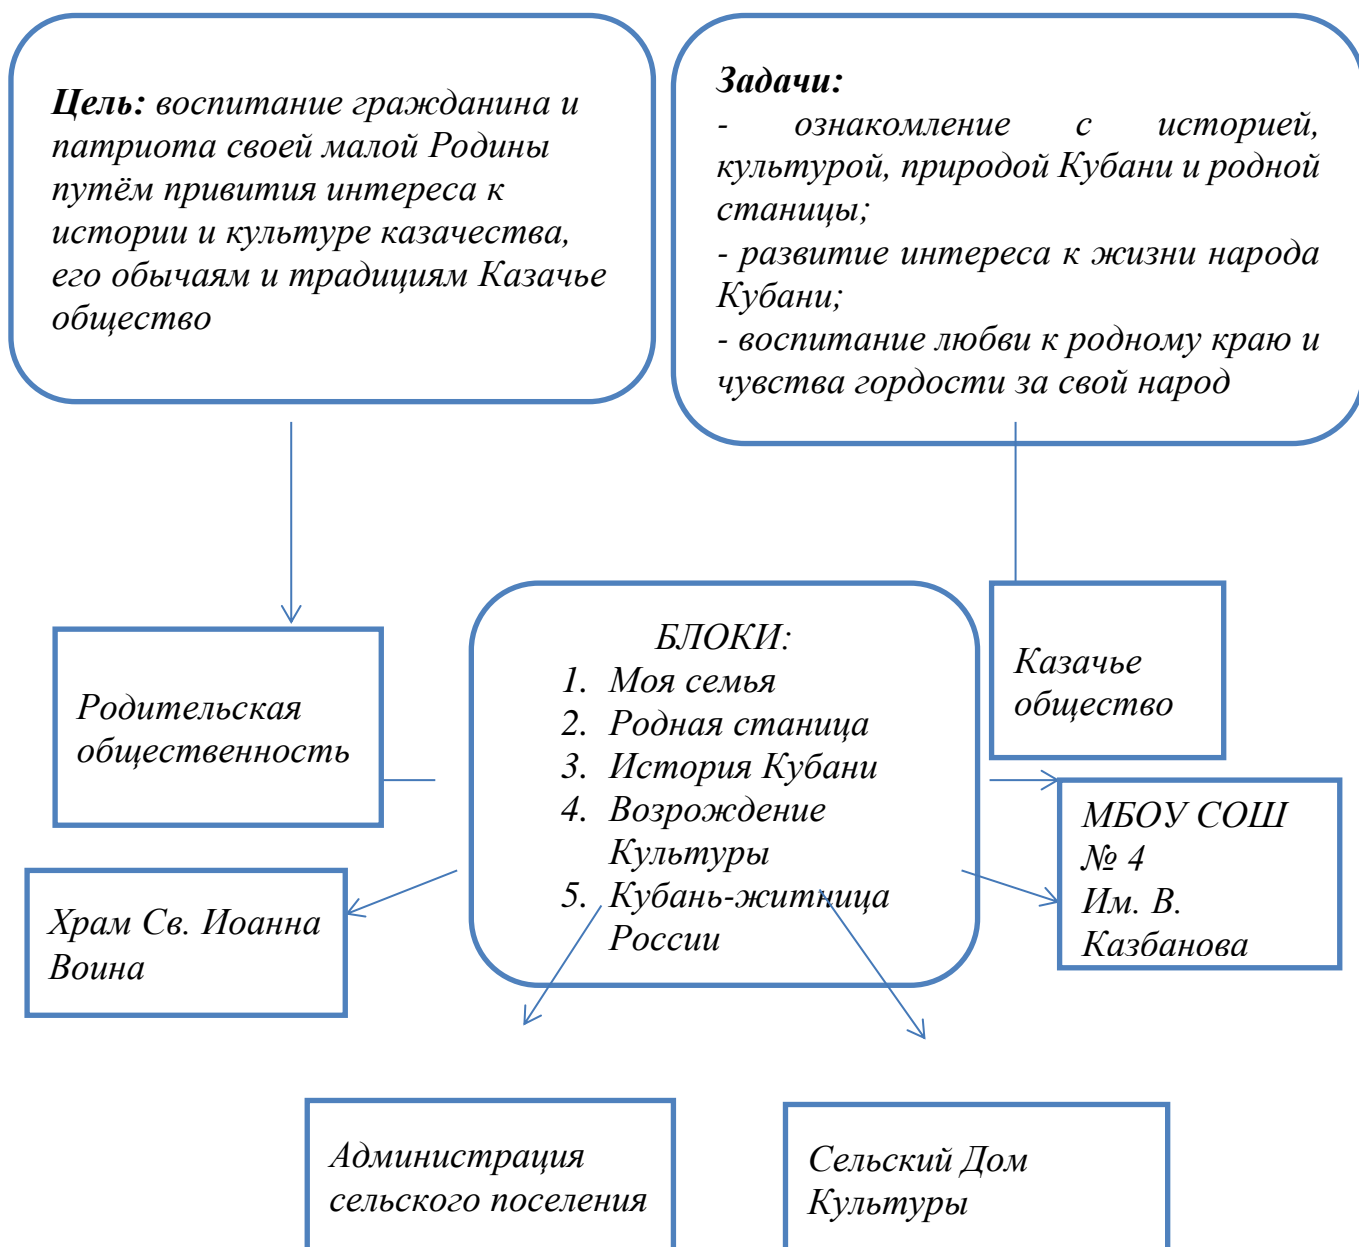 Цель: воспитание гражданина и
патриота своей малой Родины
путём привития интереса к
истории и культуре казачества,
его обычаям и традициям Казачье
общество
Задачи:
- ознакомление с историей,
культурой, природой Кубани и родной
станицы;
- развитие интереса к жизни народа
Кубани;
- воспитание любви к родному краю и
чувства гордости за свой народ
Родительская
общественность
БЛОКИ:
1. Моя семья
2. Родная станица
3. История Кубани
4. Возрождение
Культуры
5. Кубань-житница
России
Казачье
общество
МБОУ СОШ
№ 4
Им. В.
Казбанова
Храм Св. Иоанна
Воина
Администрация
сельского поселения
Сельский Дом
Культуры